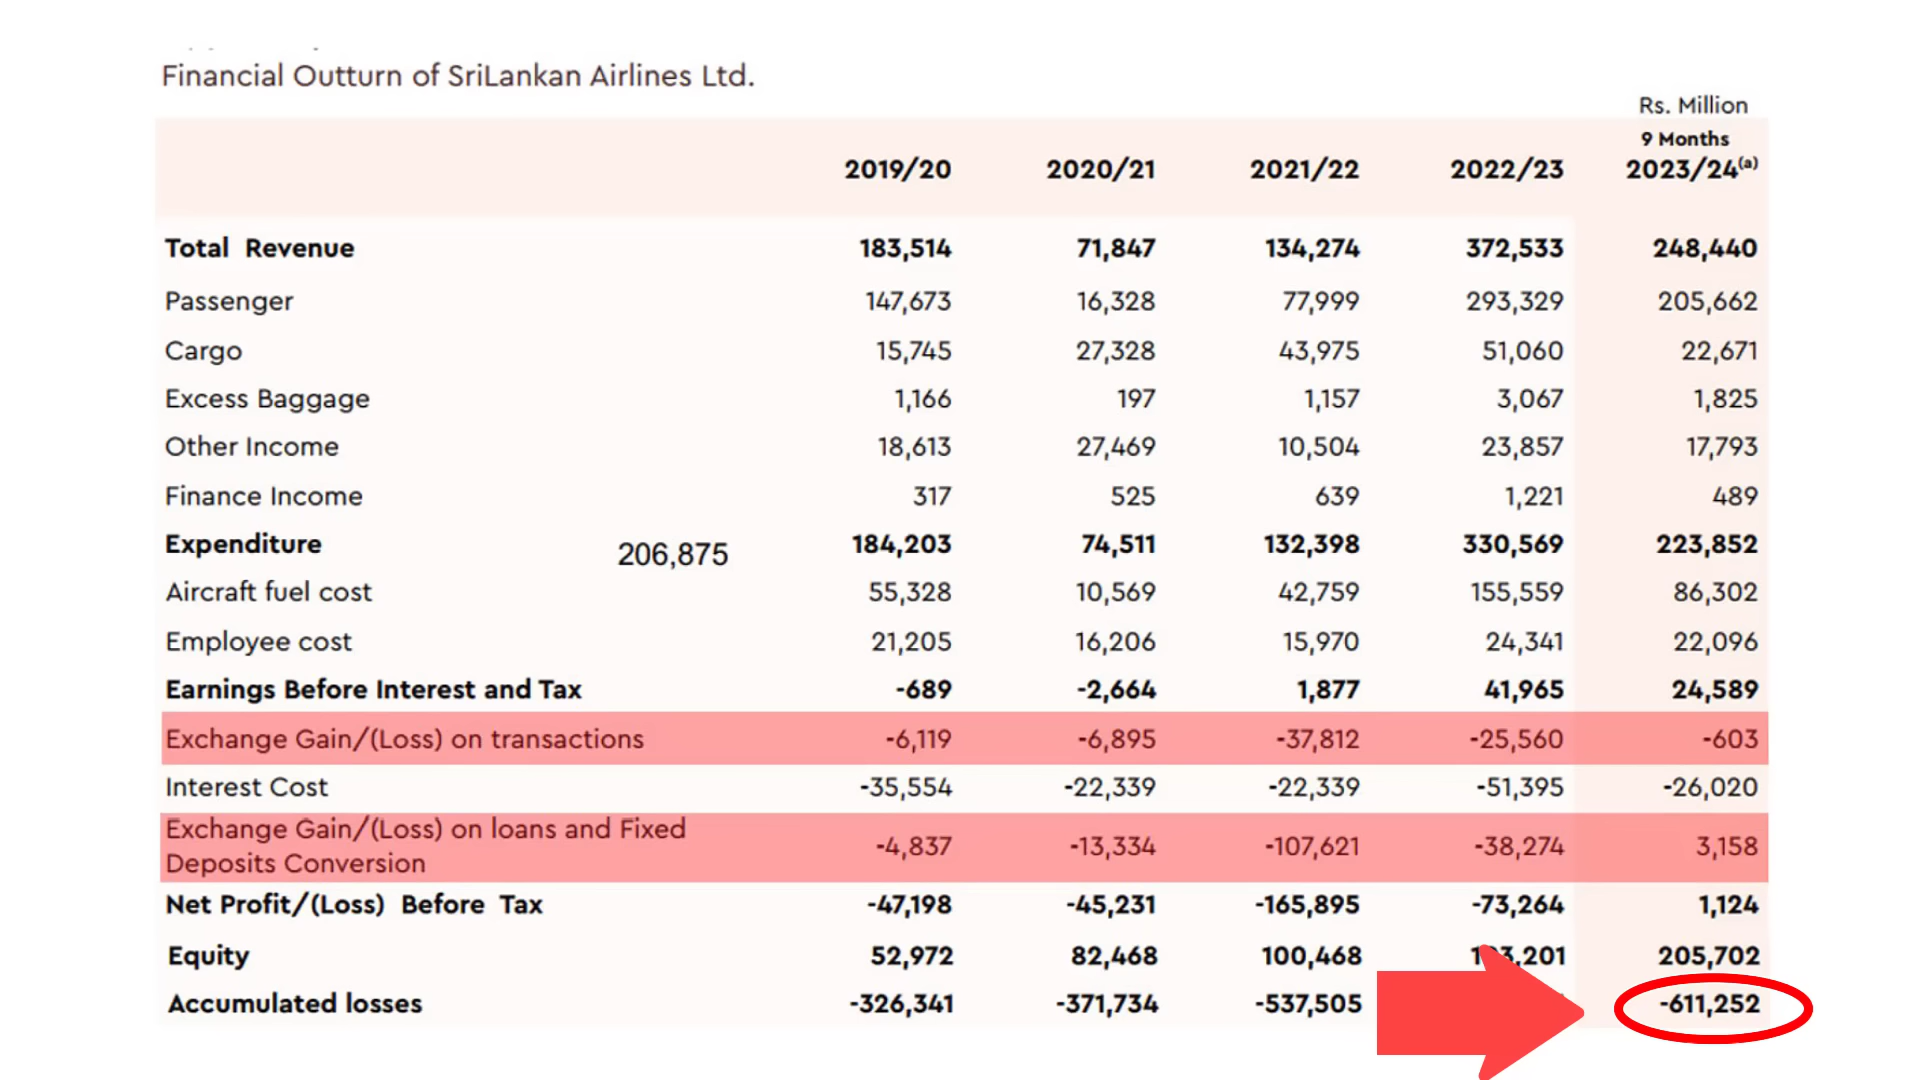 Financial Outturn of SriLankan Airlines Ltd.
Rs. Million
9 Months
2019/20 2020/21 2021/22 2022/23 2023/24(a)
Total Revenue 183,514 71,847 134,274 372,533 248,440
Passenger 147,673 16,328 77,999 293,329 205,662
Cargo 15,745 27,328 43,975 51,060 22,671
Excess Baggage 1,166 197 1,157 3,067 1,825
Other Income 18,613 27,469 10,504 23,857 17,793
Finance Income 317 525 639 1,221 489
Expenditure 206,875 184,203 74,511 132,398 330,569 223,852
Aircraft fuel cost 55,328 10,569 42,759 155,559 86,302
Employee cost 21,205 16,206 15,970 24,341 22,096
Earnings Before Interest and Tax -689 -2,664 1,877 41,965 24,589
Exchange Gain/(Loss) on transactions -6,119 -6,895 -37,812 -25,560 -603
Interest Cost -35,554 -22,339 -22,339 -51,395 -26,020
Exchange Gain/(Loss) on loans and Fixed
Deposits Conversion -4,837 -13,334 -107,621 -38,274 3,158
Net Profit/(Loss) Before Tax -47,198 -45,231 -165,895 -73,264 1,124
Equity 52,972 82,468 100,468 205,702
Accumulated losses -326,341 -371,734 -537,505 -611,252